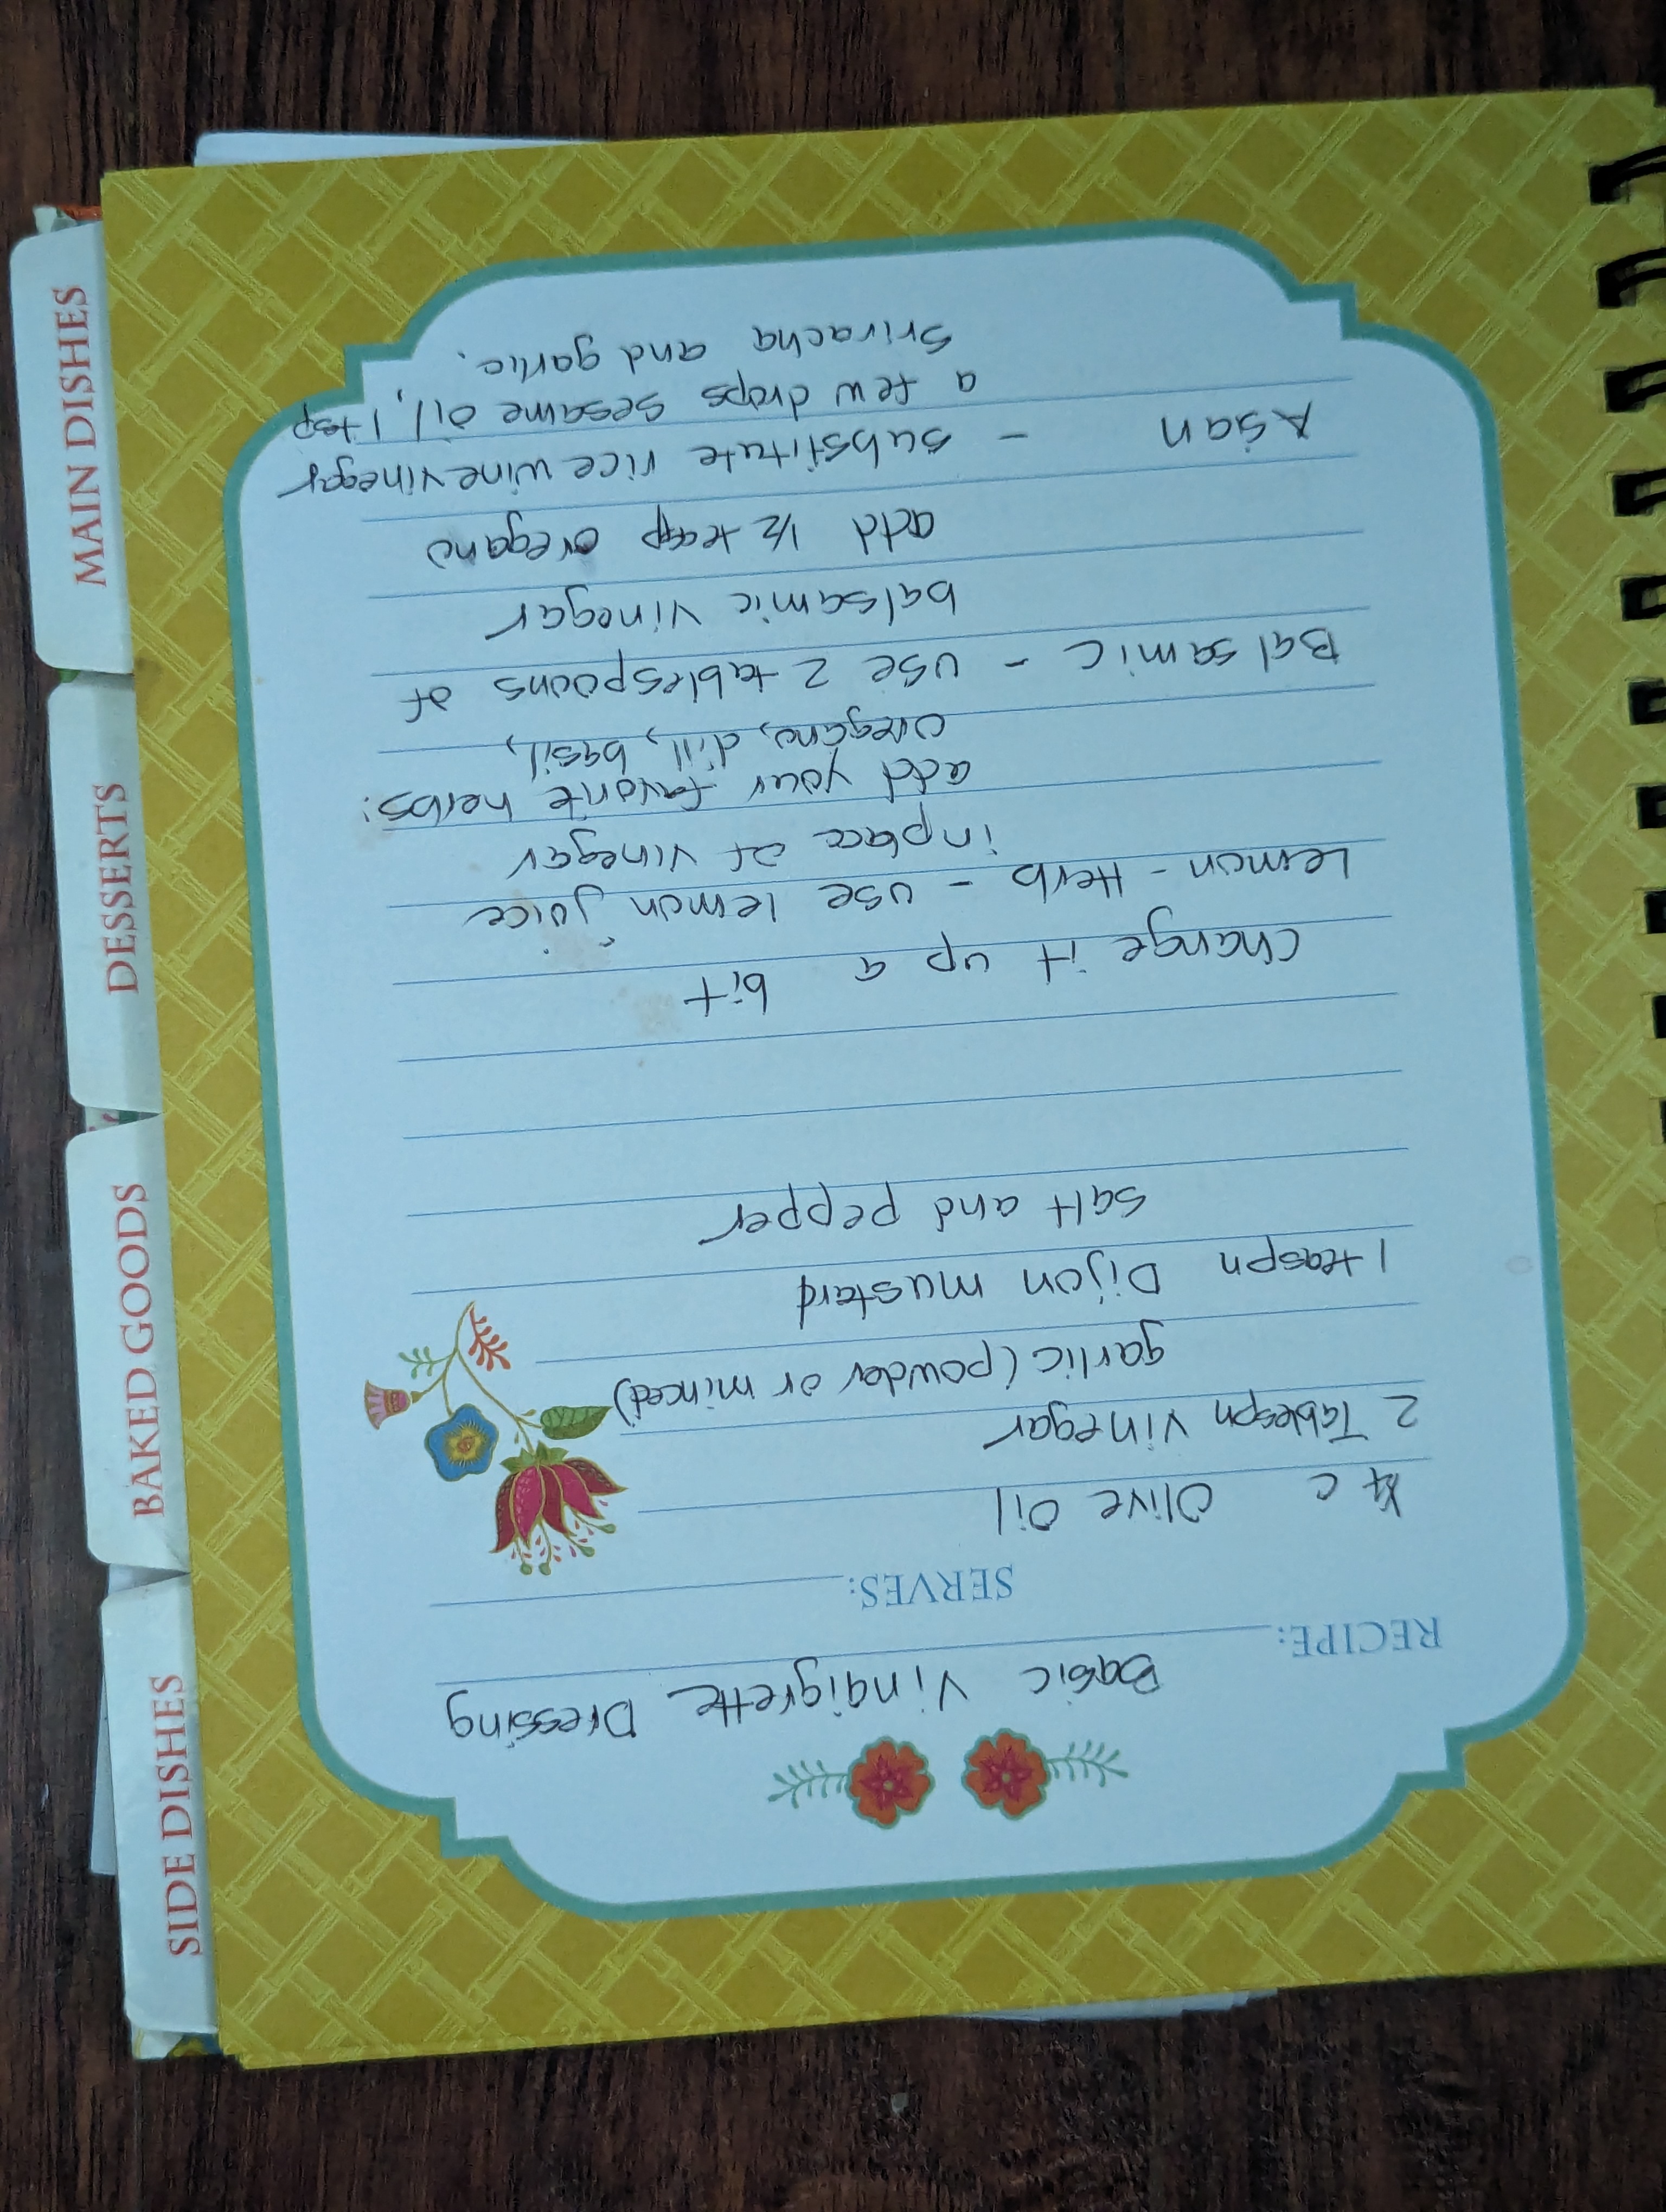 RECIPE: Basic Vinaigrette Dressing
SERVES:
¼ c Olive Oil
2 Tablespn Vinegar
garlic (powder or minced)
1 teaspn Dijon mustard
salt and pepper
Change it up a bit
Lemon - Herb - use lemon juice
in place of vinegar
add your favorite herbs:
oregano, dill, basil,
Balsamic - use 2 tablespoons of
balsamic vinegar
add 1/2 teasp oregano
Asan - substitute rice wine vinegar
a few drops sesame oil, 1 tsp
Sriracha and garlic.
SIDE DISHES
BAKED GOODS
DESSERTS
MAIN DISHES